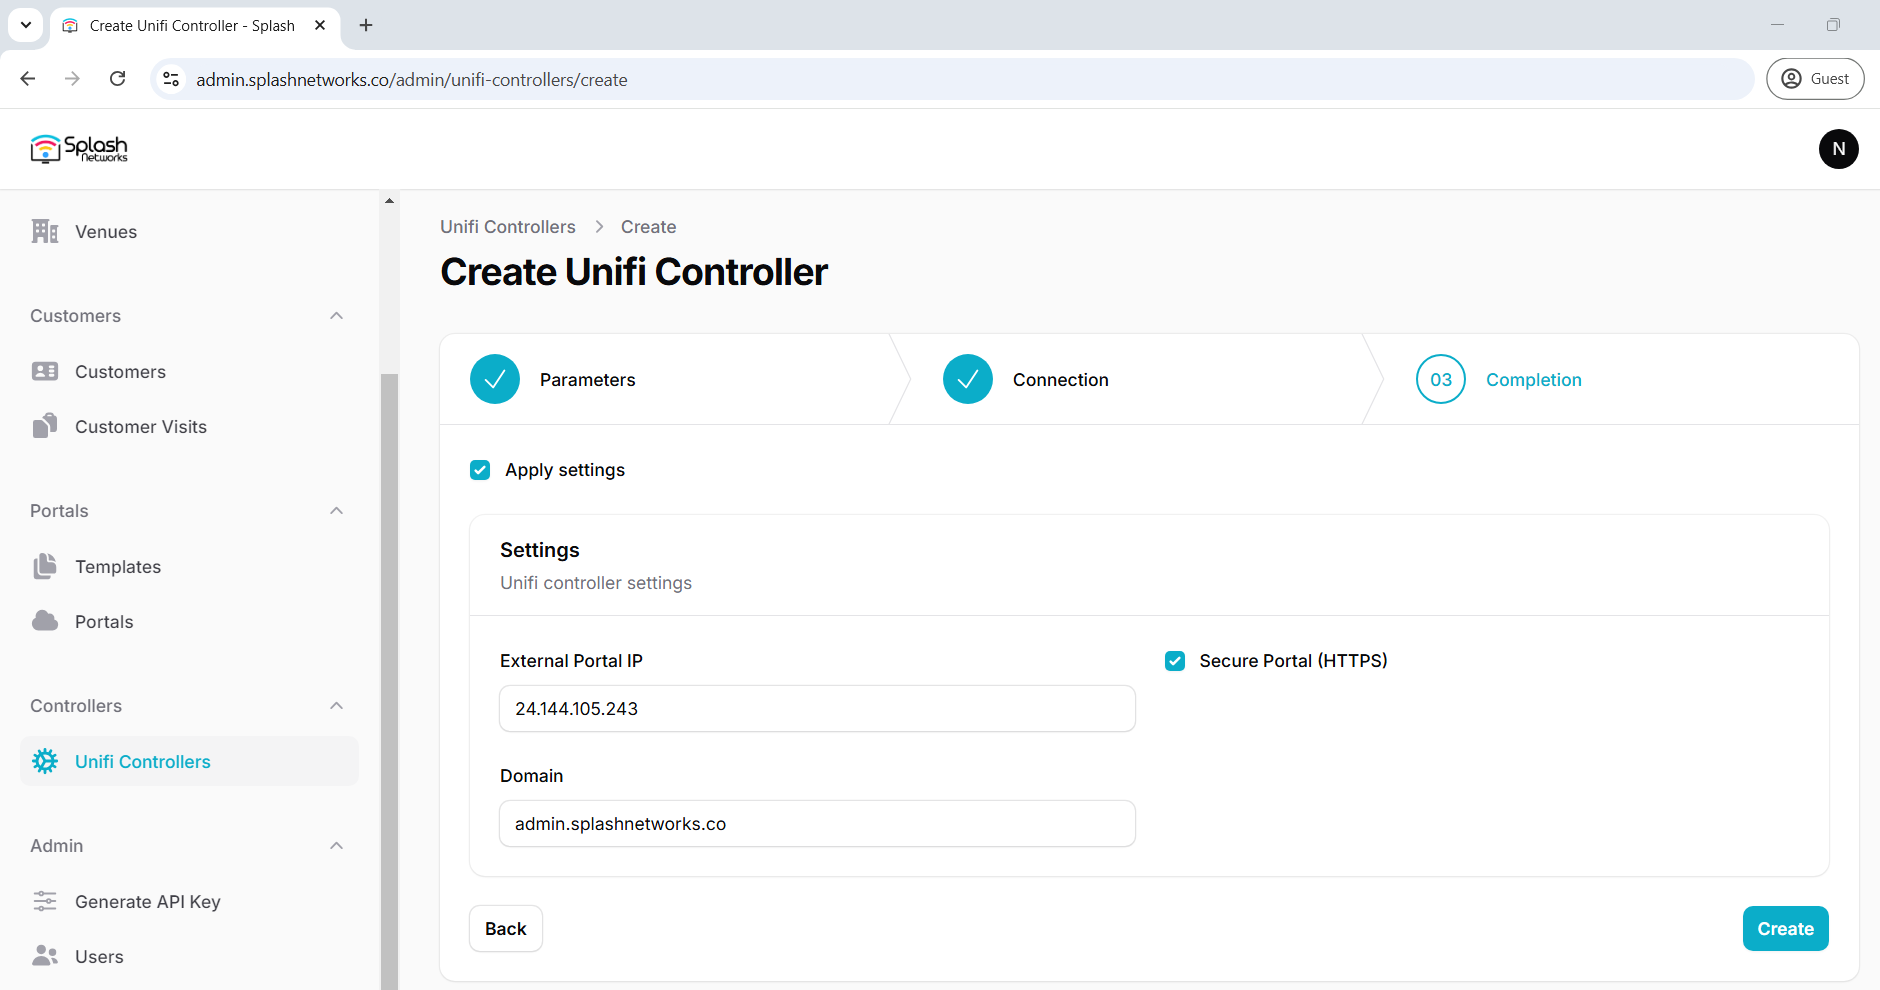 Create Unifi Controller - Splash
admin.splashnetworks.co/admin/unifi-controllers/create
Guest
Splash
Networks
N
Venues
Customers
Customers
Customer Visits
Portals
Templates
Portals
Controllers
Unifi Controllers
Admin
Generate API Key
Users
Unifi Controllers > Create
Create Unifi Controller
Parameters
Connection
03 Completion
Apply settings
Settings
Unifi controller settings
External Portal IP
24.144.105.243
Secure Portal (HTTPS)
Domain
admin.splashnetworks.co
Back
Create